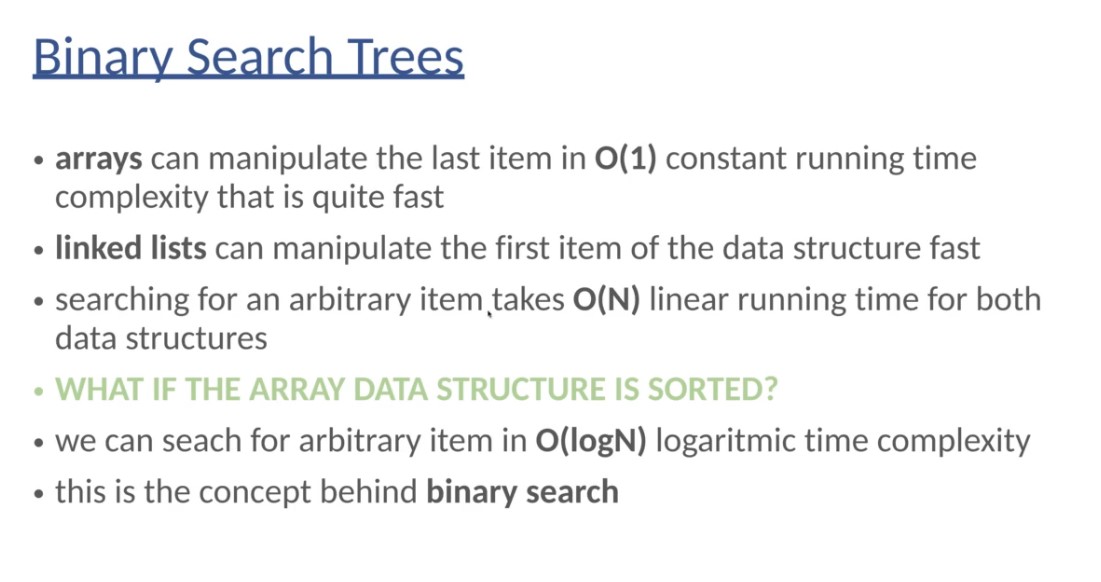 Binary Search Trees
• arrays can manipulate the last item in O(1) constant running time
complexity that is quite fast
• linked lists can manipulate the first item of the data structure fast
• searching for an arbitrary item takes O(N) linear running time for both
data structures
• WHAT IF THE ARRAY DATA STRUCTURE IS SORTED?
• we can seach for arbitrary item in O(logN) logaritmic time complexity
• this is the concept behind binary search